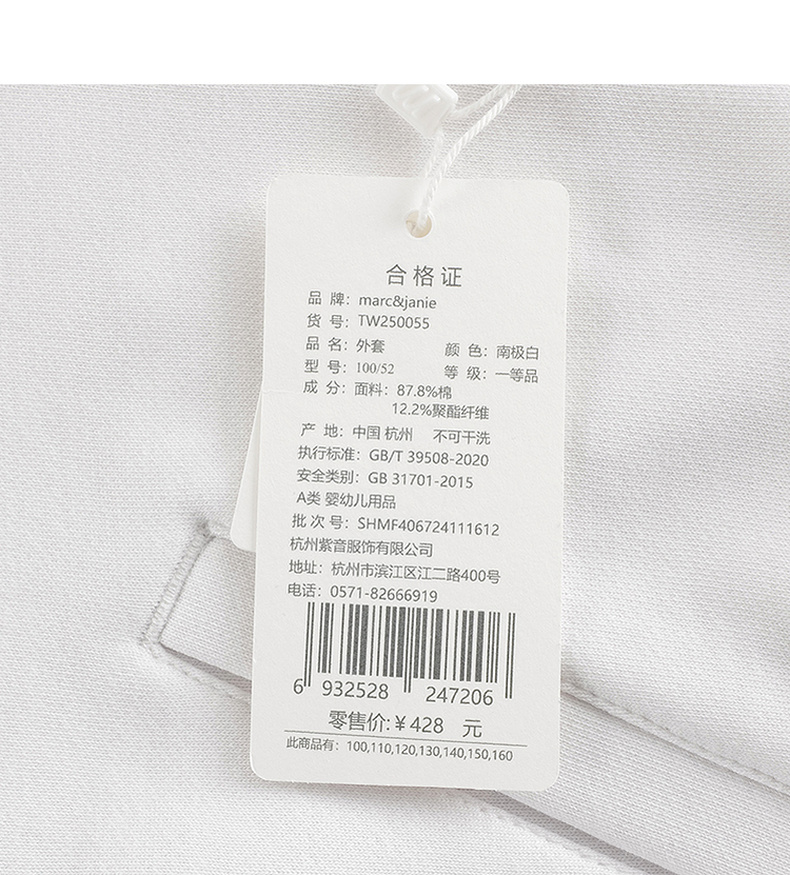 合格证
品 牌：marc&janie
货 号：TW250055
品 名：外套 颜 色：南极白
型 号：100/52 等 级：一等品
成 分：面料：87.8%棉
12.2%聚酯纤维
产 地：中国 杭州 不可干洗
执行标准：GB/T 39508-2020
安全类别：GB 31701-2015
A类 婴幼儿用品
批 次 号：SHMF406724111612
杭州紫音服饰有限公司
地址：杭州市滨江区江二路400号
电话：0571-82666919
6 932528 247206
零售价:￥428 元
此商品有：100,110,120,130,140,150,160